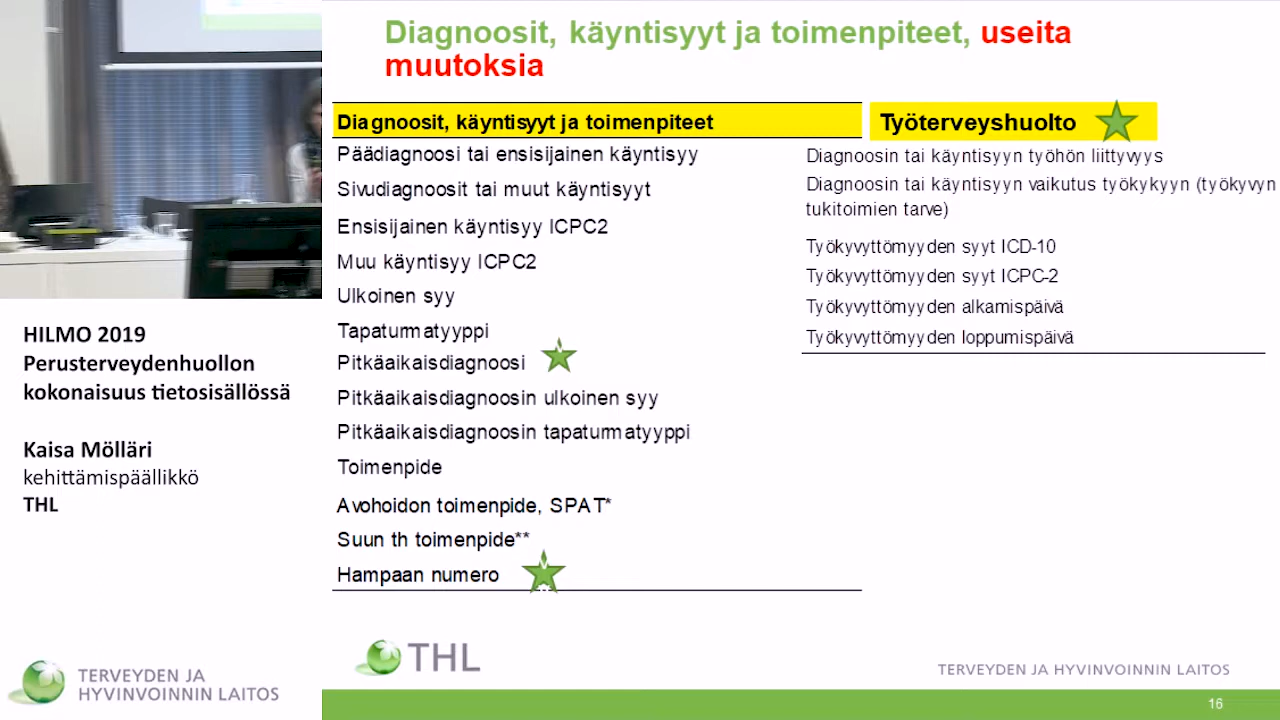 Diagnoosit, käyntisyyt ja toimenpiteet, useita
muutoksia
Diagnoosit, käyntisyyt ja toimenpiteet
Päädiagnoosi tai ensisijainen käyntisyy
Sivudiagnoosit tai muut käyntisyyt
Ensisijainen käyntisyy ICPC2
Muu käyntisyy ICPC2
Ulkoinen syy
Tapaturmatyyppi
Pitkäaikaisdiagnoosi
Pitkäaikaisdiagnoosin ulkoinen syy
Pitkäaikaisdiagnoosin tapaturmatyyppi
Toimenpide
Avohoidon toimenpide, SPAT*
Suun th toimenpide**
Hampaan numero
Työterveyshuolto
Diagnoosin tai käyntisyyn työhön liittyvyys
Diagnoosin tai käyntisyyn vaikutus työkykyyn (työkyvyn
tukitoimien tarve)
Työkyvyttömyyden syyt ICD-10
Työkyvyttömyyden syyt ICPC-2
Työkyvyttömyyden alkamispäivä
Työkyvyttömyyden loppumispäivä
HILMO 2019
Perusterveydenhuollon
kokonaisuus tietosisällössä
Kaisa Mölläri
kehittämispäällikkö
THL
TERVEYDEN JA
HYVINVOINNIN LAITOS
THL
TERVEYDEN JA HYVINVOINNIN LAITOS
16